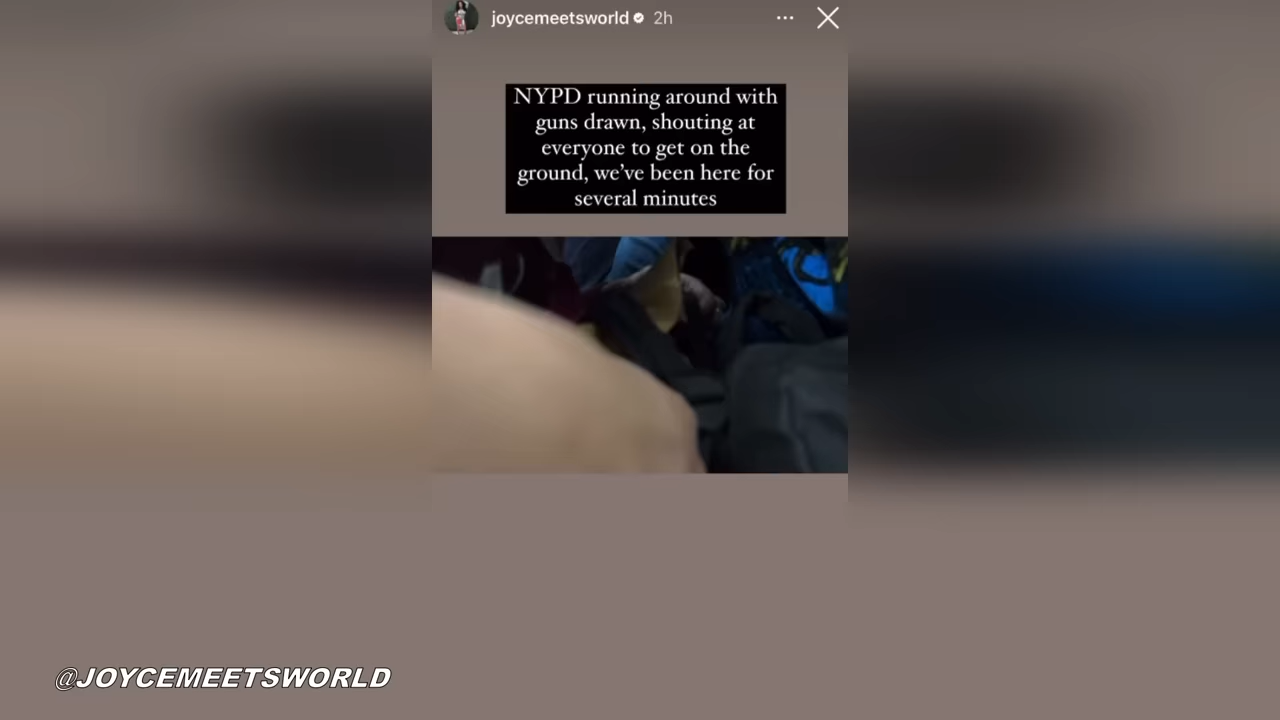 joycemeetsworld 2h
NYPD running around with
guns drawn, shouting at
everyone to get on the
ground, we’ve been here for
several minutes
@JOYCEMEETSWORLD